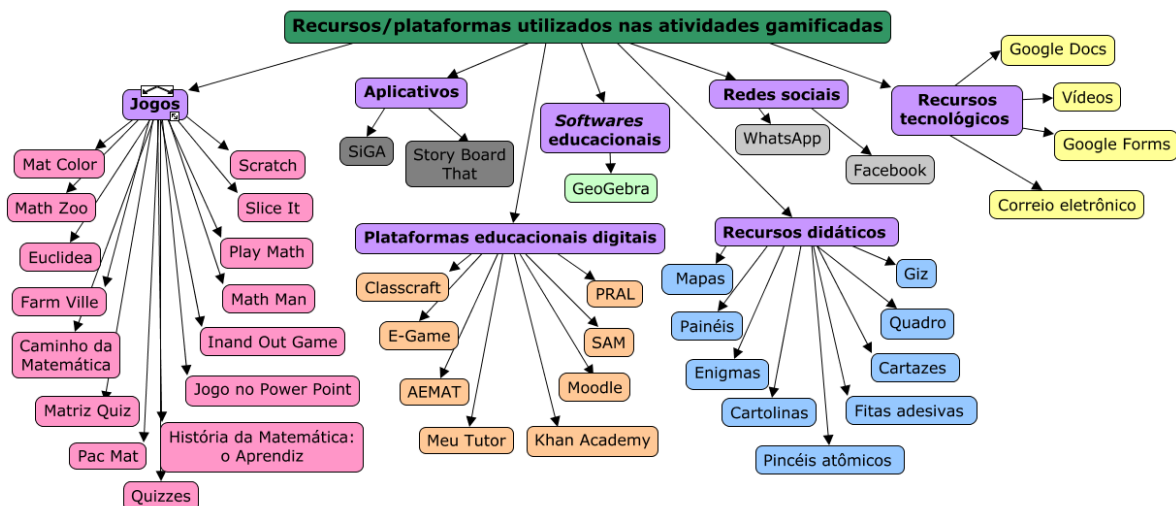 Recursos/plataformas utilizados nas atividades gamificadas
Jogos
Mat Color
Math Zoo
Euclidea
Farm Ville
Caminho da
Matemática
Matriz Quiz
Pac Mat
Quizzes
História da Matemática:
o Aprendiz
Jogo no Power Point
Inand Out Game
Math Man
Play Math
Slice It
Scratch
Aplicativos
SiGA
Story Board
That
Softwares
educacionais
GeoGebra
Redes sociais
WhatsApp
Facebook
Recursos
tecnológicos
Google Docs
Vídeos
Google Forms
Correio eletrônico
Plataformas educacionais digitais
Classcraft
E-Game
AEMAT
Meu Tutor
Khan Academy
Moodle
SAM
PRAL
Recursos didáticos
Mapas
Painéis
Enigmas
Cartolinas
Pincéis atômicos
Fitas adesivas
Cartazes
Quadro
Giz